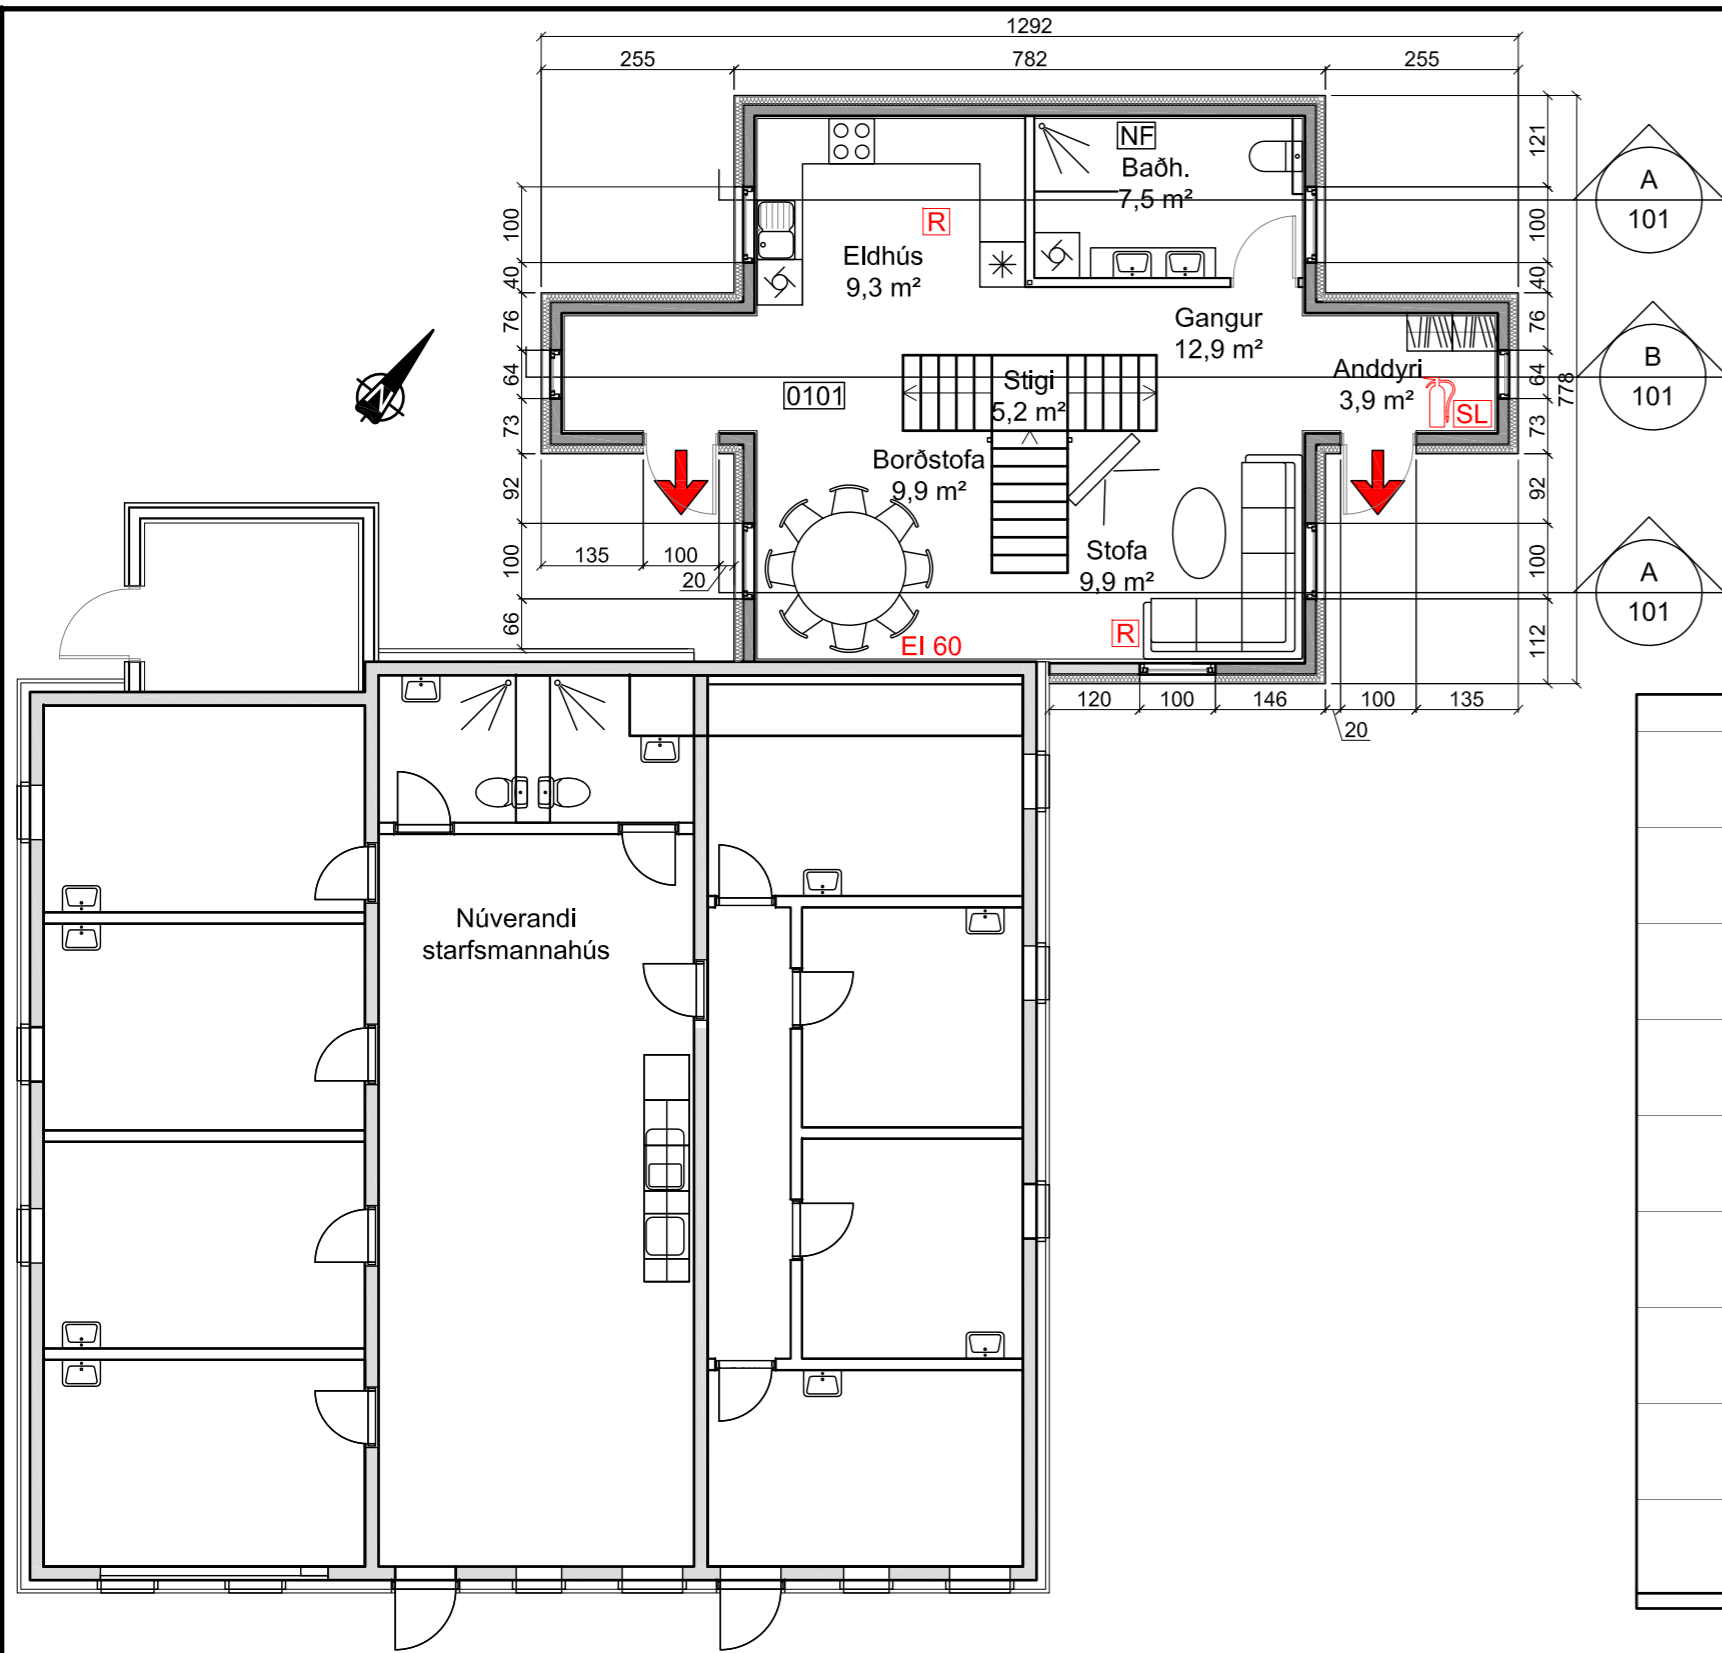 1292
255 782 255
121
100
40
76
64
73
92
100
66
100
40
76
64
73
92
100
112
778
NF
Baðh.
7,5 m²
R
Eldhús
9,3 m²
Gangur
12,9 m²
Stigi
5,2 m²
Anddyri
3,9 m²
SL
0101
Borðstofa
9,9 m²
Stofa
9,9 m²
R
EI 60
135 100
20
120 100 146 100 135
20
A
101
B
101
A
101
N
Núverandi
starfsmannahús